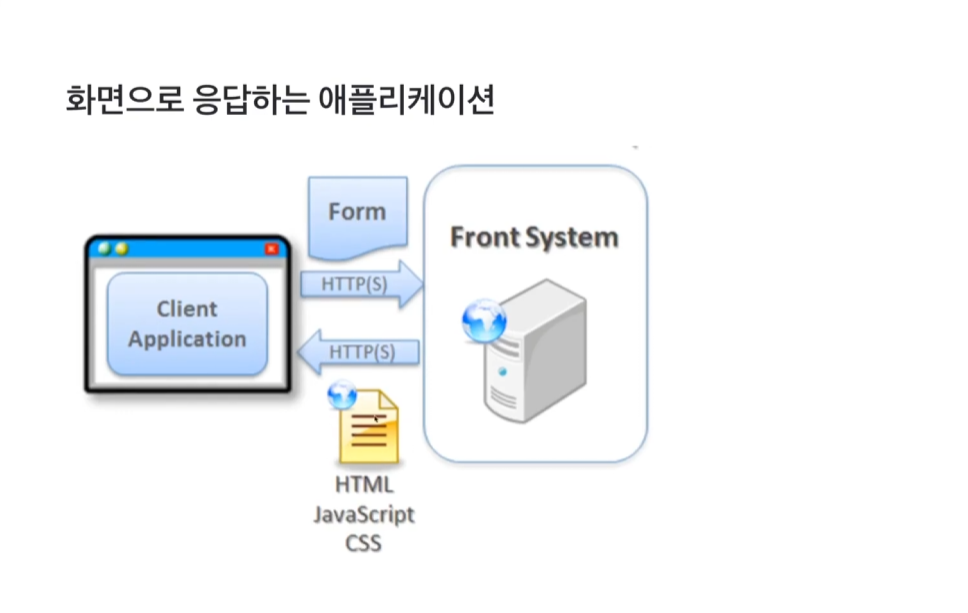 화면으로 응답하는 애플리케이션
Form
Front System
HTTP(S)
Client
Application
HTTP(S)
HTML
JavaScript
CSS